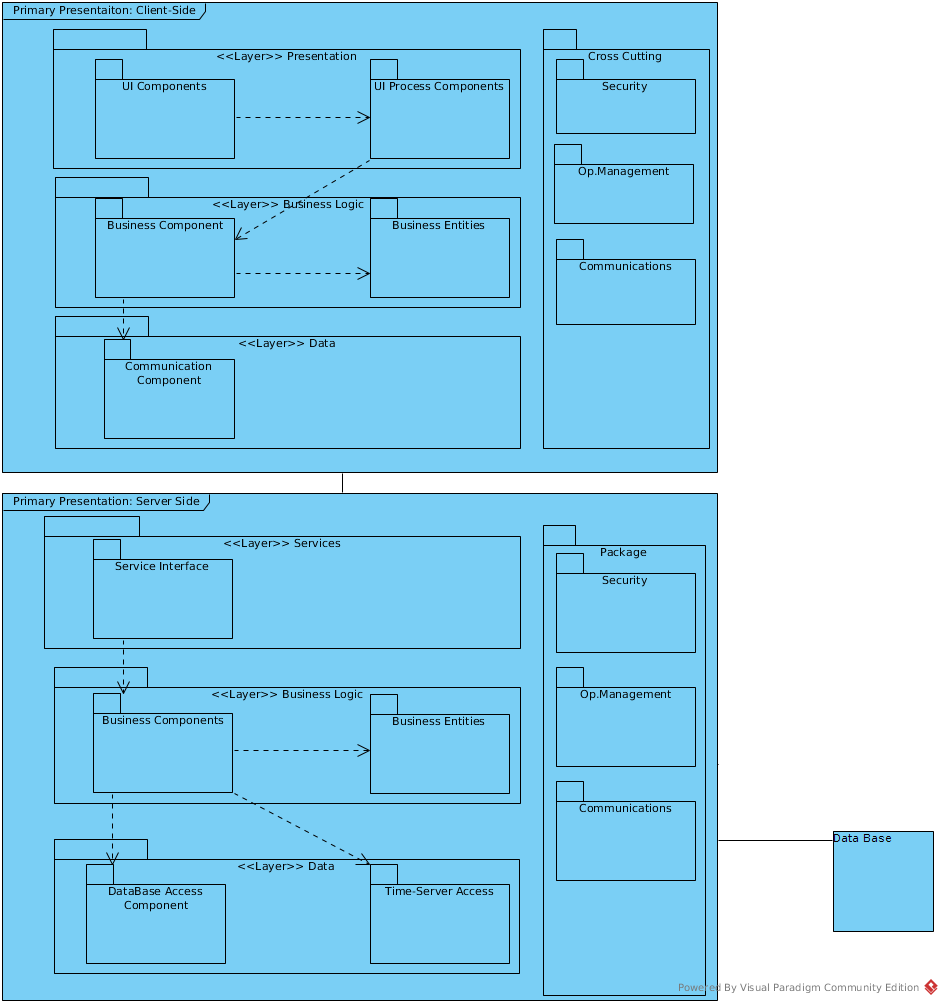 Primary Presentaiton: Client-Side
<<Layer>> Presentation
UI Components
UI Process Components
Cross Cutting
Security
Op.Management
Communications
<<Layer>> Business Logic
Business Component
Business Entities
<<Layer>> Data
Communication
Component
Primary Presentation: Server Side
<<Layer>> Services
Service Interface
Package
Security
Op.Management
Communications
<<Layer>> Business Logic
Business Components
Business Entities
<<Layer>> Data
DataBase Access
Component
Time-Server Access
Data Base
Powered By Visual Paradigm Community Edition